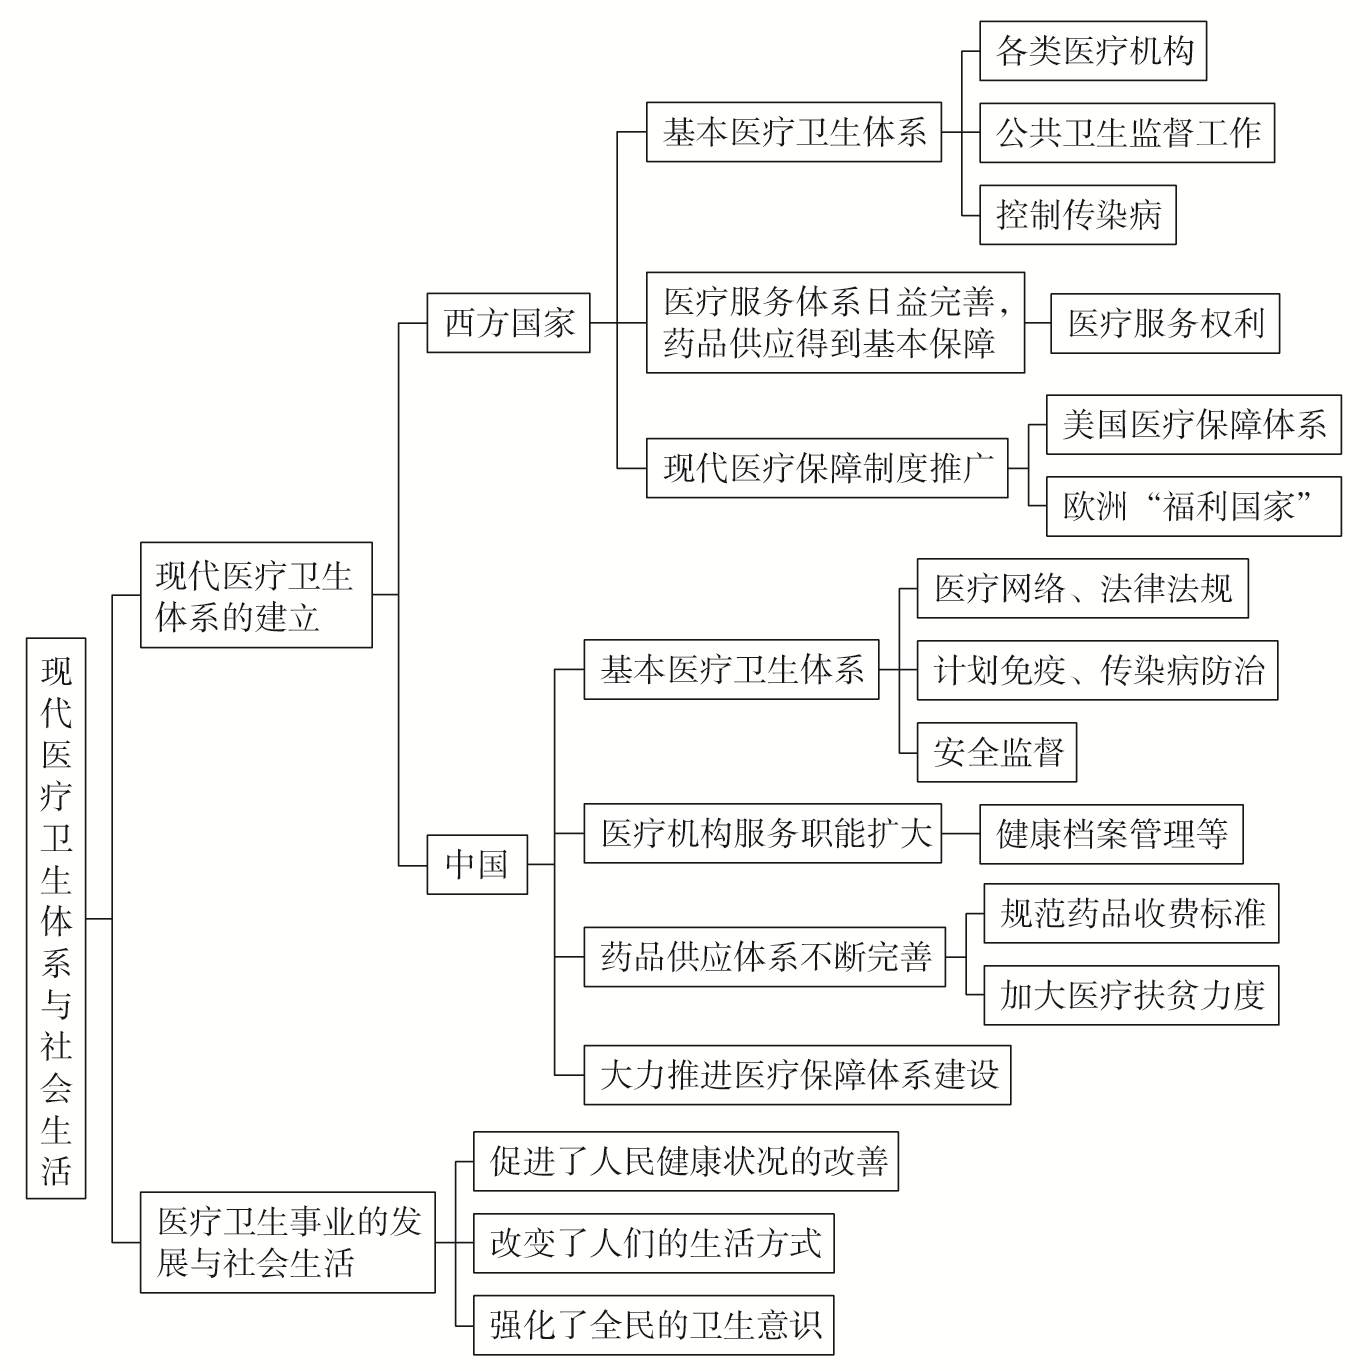 现代医疗卫生体系与社会生活
现代医疗卫生
体系的建立
西方国家
基本医疗卫生体系
各类医疗机构
公共卫生监督工作
控制传染病
医疗服务体系日益完善，
药品供应得到基本保障
医疗服务权利
现代医疗保障制度推广
美国医疗保障体系
欧洲“福利国家”
中国
基本医疗卫生体系
医疗网络、法律法规
计划免疫、传染病防治
安全监督
医疗机构服务职能扩大
健康档案管理等
药品供应体系不断完善
规范药品收费标准
加大医疗扶贫力度
大力推进医疗保障体系建设
医疗卫生事业的发
展与社会生活
促进了人民健康状况的改善
改变了人们的生活方式
强化了全民的卫生意识